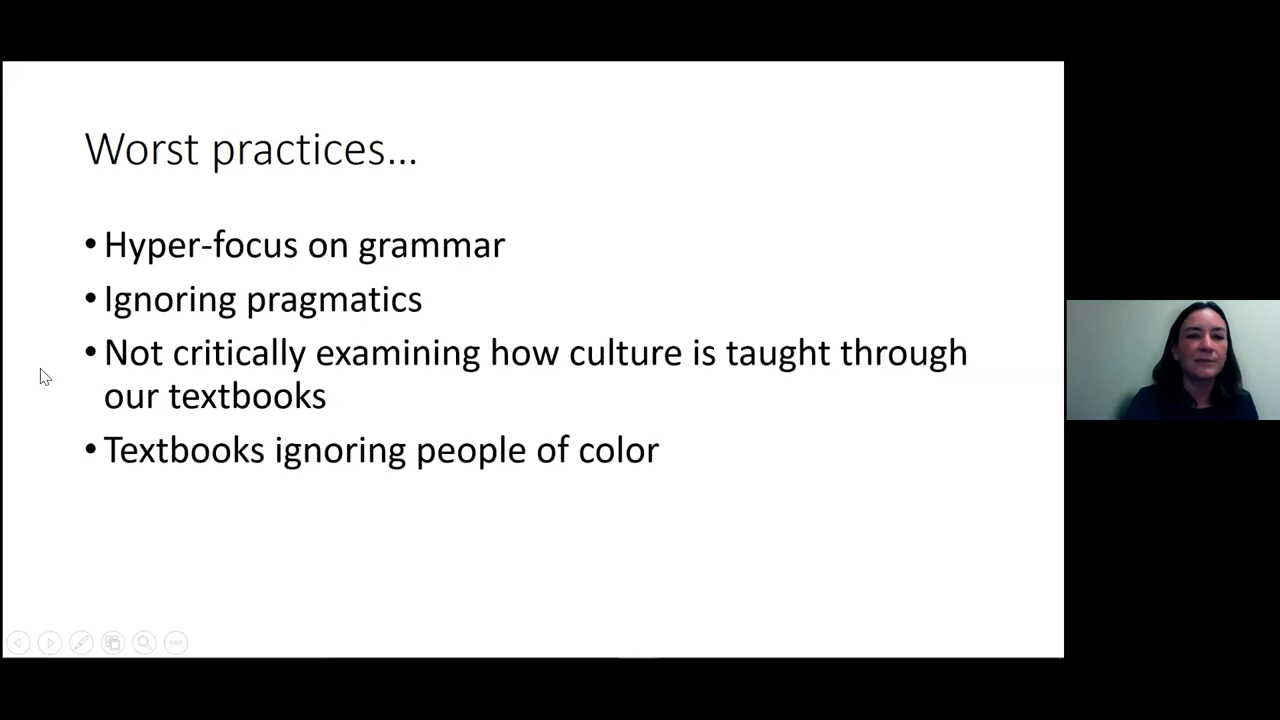 Worst practices...
• Hyper-focus on grammar
• Ignoring pragmatics
• Not critically examining how culture is taught through
our textbooks
• Textbooks ignoring people of color